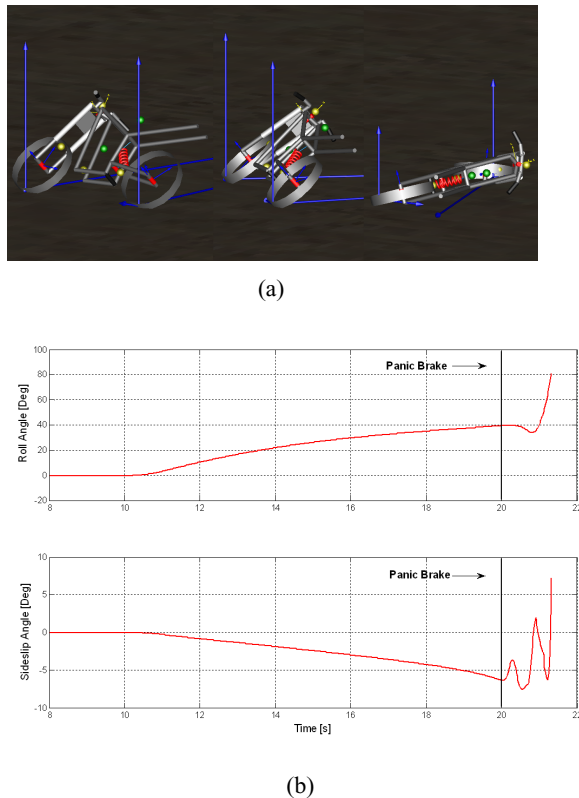 (a)
100
80
60
40
20
0
-20
Roll Angle [Deg]
Panic Brake
8 10 12 14 16 18 20 22
10
5
0
-5
-10
Sideslip Angle [Deg]
Panic Brake
8 10 12 14 16 18 20 22
Time [s]
(b)